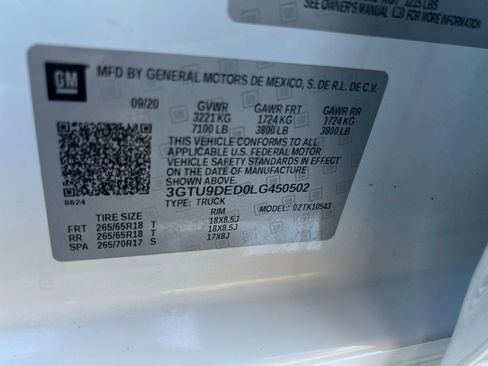 1215 LBS
SEE OWNER'S MANUAL FOR MORE INFORMATION
GM
MFD BY GENERAL MOTORS DE MEXICO, S. DE R.L. DE C.V.
09/20 GVWR GAWR FRT GAWR RR
3221 KG 1724 KG 1724 KG
7100 LB 3800 LB 3800 LB
THIS VEHICLE CONFORMS TO ALL
APPLICABLE U.S. FEDERAL MOTOR
VEHICLE SAFETY STANDARDS IN EFFECT ON
THE DATE OF MANUFACTURE SHOWN ABOVE.
8624 3GTU9DED0LG450502
TYPE: TRUCK MODEL: 02TK10543
TIRE SIZE RIM
FRT 265/65R18 T 18X8.5J
RR 265/65R18 T 18X8.5J
SPA 265/70R17 S 17X8J